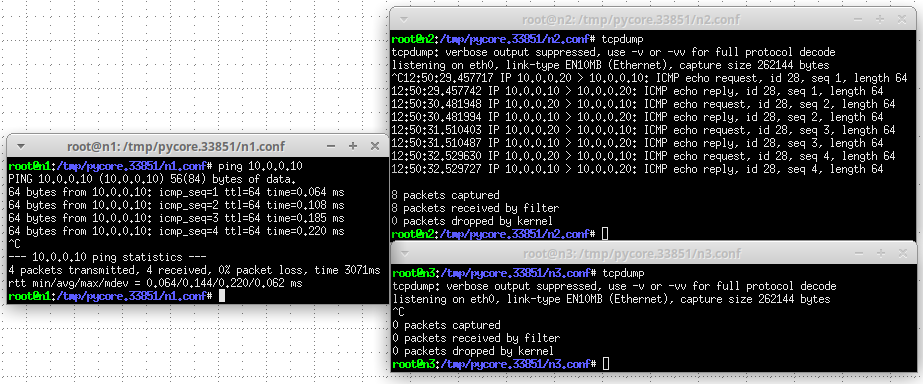 root@n2: /tmp/pycore.33851/n2.conf
root@n2:/tmp/pycore.33851/n2.conf# tcpdump
tcpdump: verbose output suppressed, use -v or -vv for full protocol decode
listening on eth0, link-type EN10MB (Ethernet), capture size 262144 bytes
^C12:50:29.457717 IP 10.0.0.20 > 10.0.0.10: ICMP echo request, id 28, seq 1, length 64
12:50:29.457742 IP 10.0.0.10 > 10.0.0.20: ICMP echo reply, id 28, seq 1, length 64
12:50:30.481948 IP 10.0.0.20 > 10.0.0.10: ICMP echo request, id 28, seq 2, length 64
12:50:30.481994 IP 10.0.0.10 > 10.0.0.20: ICMP echo reply, id 28, seq 2, length 64
12:50:31.510403 IP 10.0.0.20 > 10.0.0.10: ICMP echo request, id 28, seq 3, length 64
12:50:31.510487 IP 10.0.0.10 > 10.0.0.20: ICMP echo reply, id 28, seq 3, length 64
12:50:32.529630 IP 10.0.0.20 > 10.0.0.10: ICMP echo request, id 28, seq 4, length 64
12:50:32.529727 IP 10.0.0.10 > 10.0.0.20: ICMP echo reply, id 28, seq 4, length 64
8 packets captured
8 packets received by filter
0 packets dropped by kernel
root@n2:/tmp/pycore.33851/n2.conf#
root@n1: /tmp/pycore.33851/n1.conf
root@n1:/tmp/pycore.33851/n1.conf# ping 10.0.0.10
PING 10.0.0.10 (10.0.0.10) 56(84) bytes of data.
64 bytes from 10.0.0.10: icmp_seq=1 ttl=64 time=0.064 ms
64 bytes from 10.0.0.10: icmp_seq=2 ttl=64 time=0.108 ms
64 bytes from 10.0.0.10: icmp_seq=3 ttl=64 time=0.185 ms
64 bytes from 10.0.0.10: icmp_seq=4 ttl=64 time=0.220 ms
^C
--- 10.0.0.10 ping statistics ---
4 packets transmitted, 4 received, 0% packet loss, time 3071ms
rtt min/avg/max/mdev = 0.064/0.144/0.220/0.062 ms
root@n1:/tmp/pycore.33851/n1.conf#
root@n3: /tmp/pycore.33851/n3.conf
root@n3:/tmp/pycore.33851/n3.conf# tcpdump
tcpdump: verbose output suppressed, use -v or -vv for full protocol decode
listening on eth0, link-type EN10MB (Ethernet), capture size 262144 bytes
^C
0 packets captured
0 packets received by filter
0 packets dropped by kernel
root@n3:/tmp/pycore.33851/n3.conf#